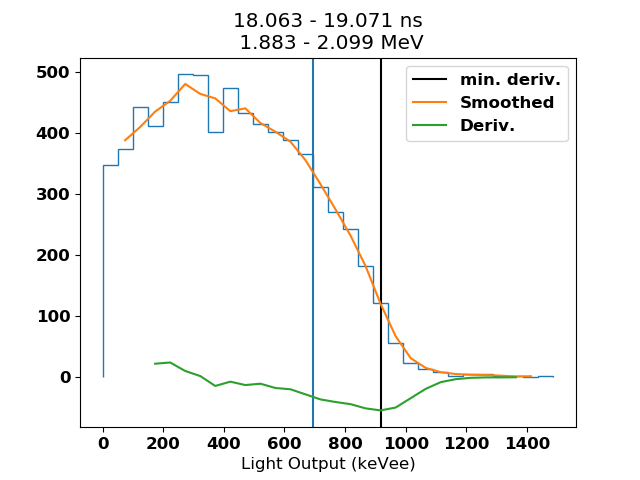 18.063 - 19.071 ns
1.883 - 2.099 MeV
min. deriv.
Smoothed
Deriv.
500
400
300
200
100
0
0 200 400 600 800 1000 1200 1400
Light Output (keVee)